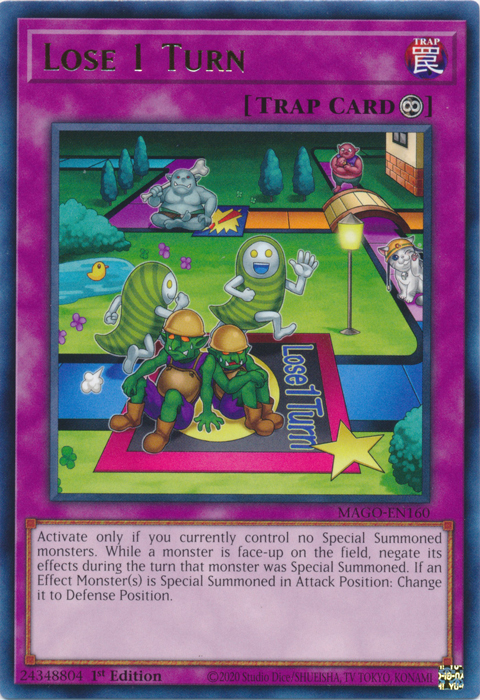 LOSE 1 TURN
TRAP
罠
[TRAP CARD]
Lose 1 Turn
MAGO-EN160
Activate only if you currently control no Special Summoned
monsters. While a monster is face-up on the field, negate its
effects during the turn that monster was Special Summoned. If an
Effect Monster(s) is Special Summoned in Attack Position: Change
it to Defense Position.
24348804 1st Edition
©2020 Studio Dice/SHUEISHA, TV TOKYO, KONAMI